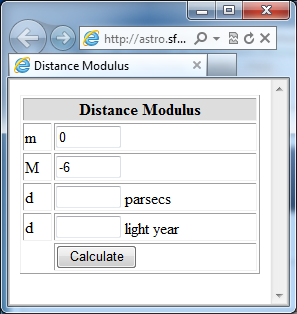 http://astro.sf...
Distance Modulus
Distance Modulus
m 0
M -6
d parsecs
d light year
Calculate